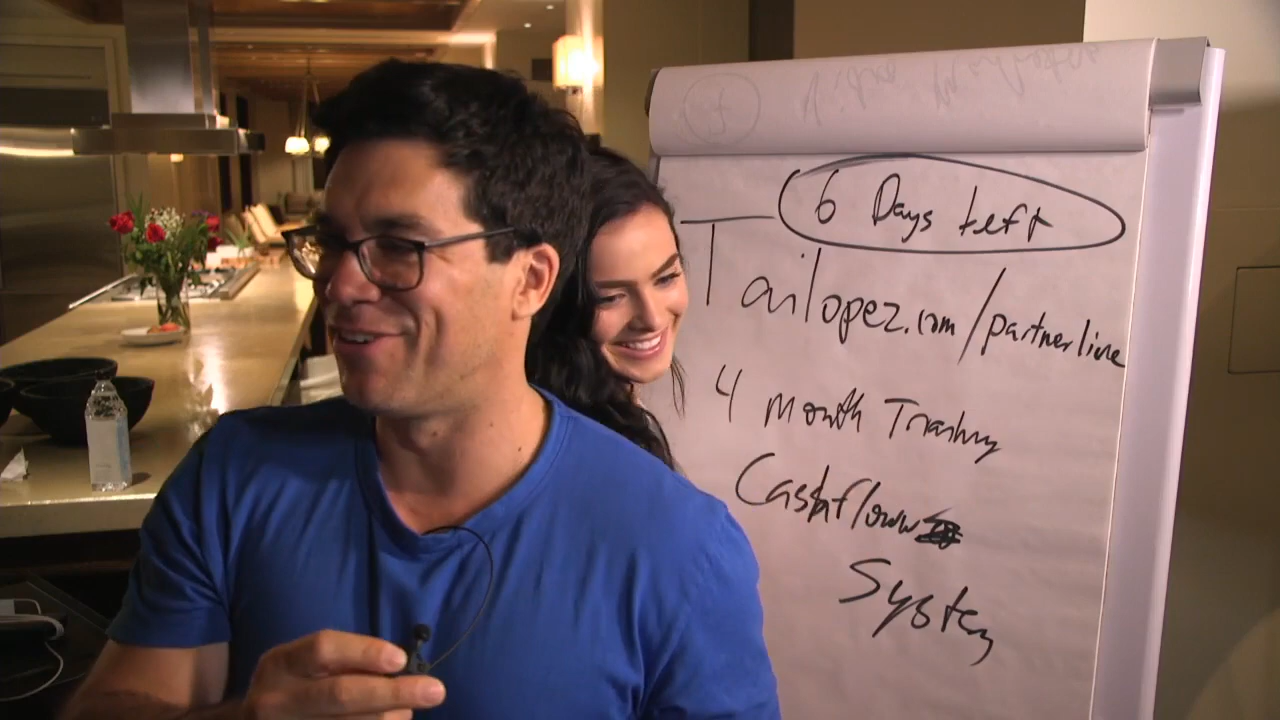 6 Days Left
Tailopez.com/partnerline
4 Month Training
Cashflow
System